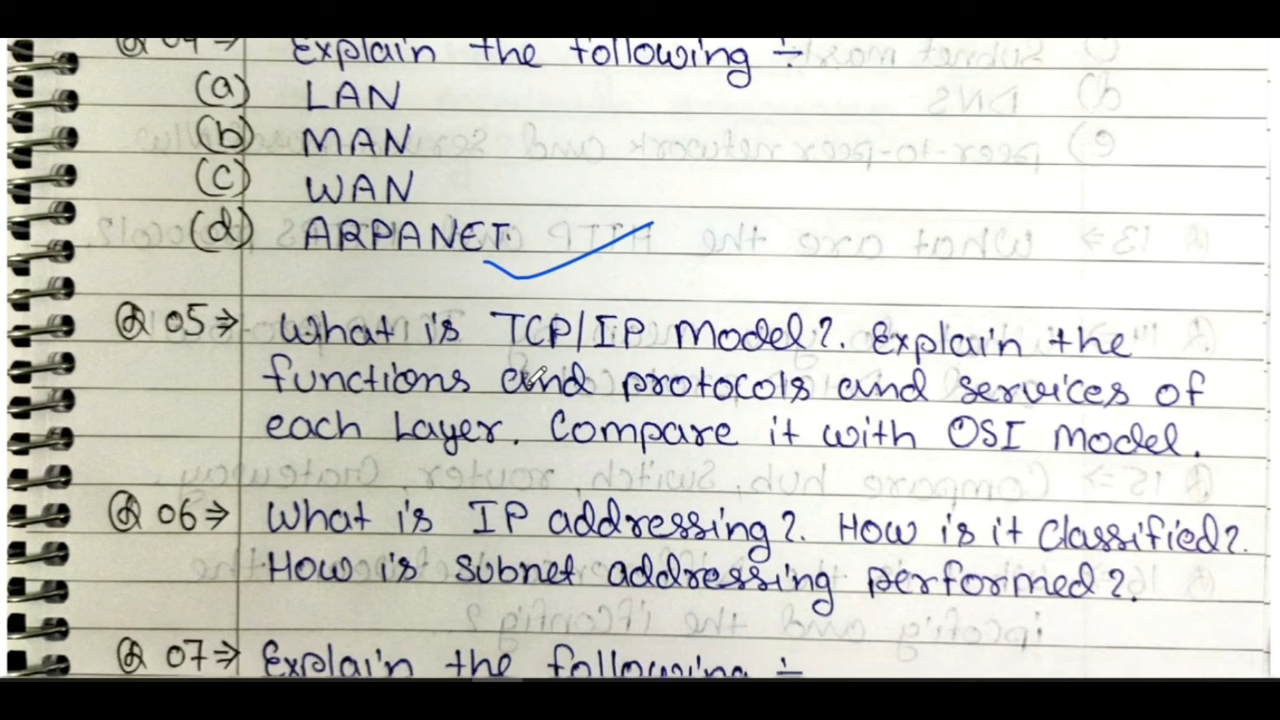 Q 04⇒ Explain the following ÷
(a) LAN
(b) MAN
(c) WAN
(d) ARPANET.
Q 05⇒ What is TCP/IP Model?. Explain the
functions and protocols and services of
each Layer. Compare it with OSI Model.
Q 06⇒ What is IP addressing?. How is it Classified?.
How is subnet addressing performed?.
Q 07⇒ Explain the following ÷